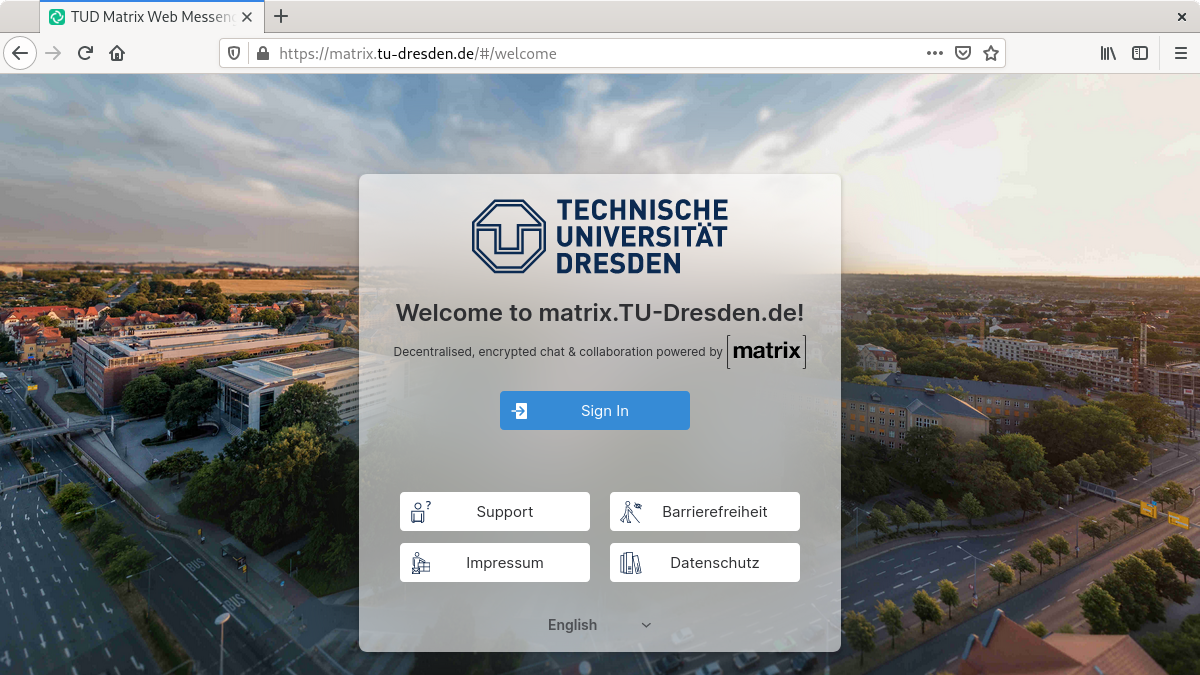 TUD Matrix Web Messeng
https://matrix.tu-dresden.de/#/welcome
TECHNISCHE
UNIVERSITÄT
DRESDEN
Welcome to matrix.TU-Dresden.de!
Decentralised, encrypted chat & collaboration powered by [matrix]
Sign In
Support
Barrierefreiheit
Impressum
Datenschutz
English
BUS
BUS